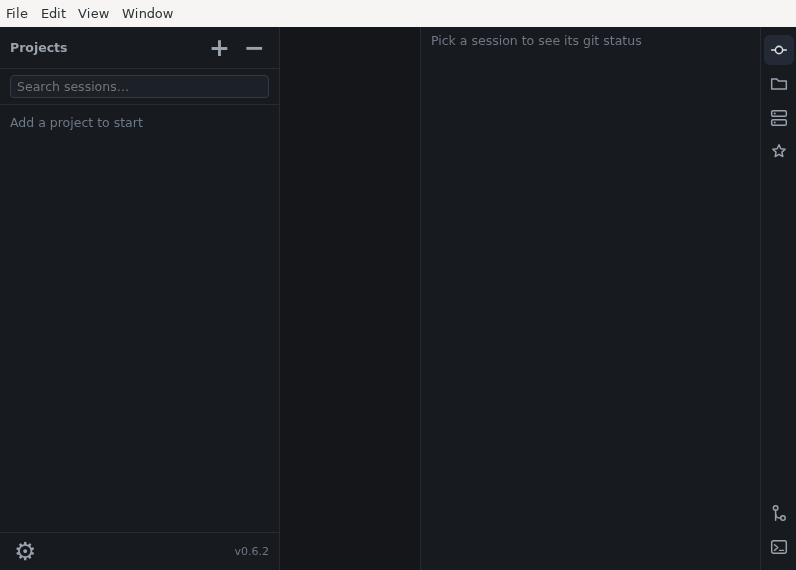 File Edit View Window
Projects
Search sessions...
Add a project to start
Pick a session to see its git status
v0.6.2